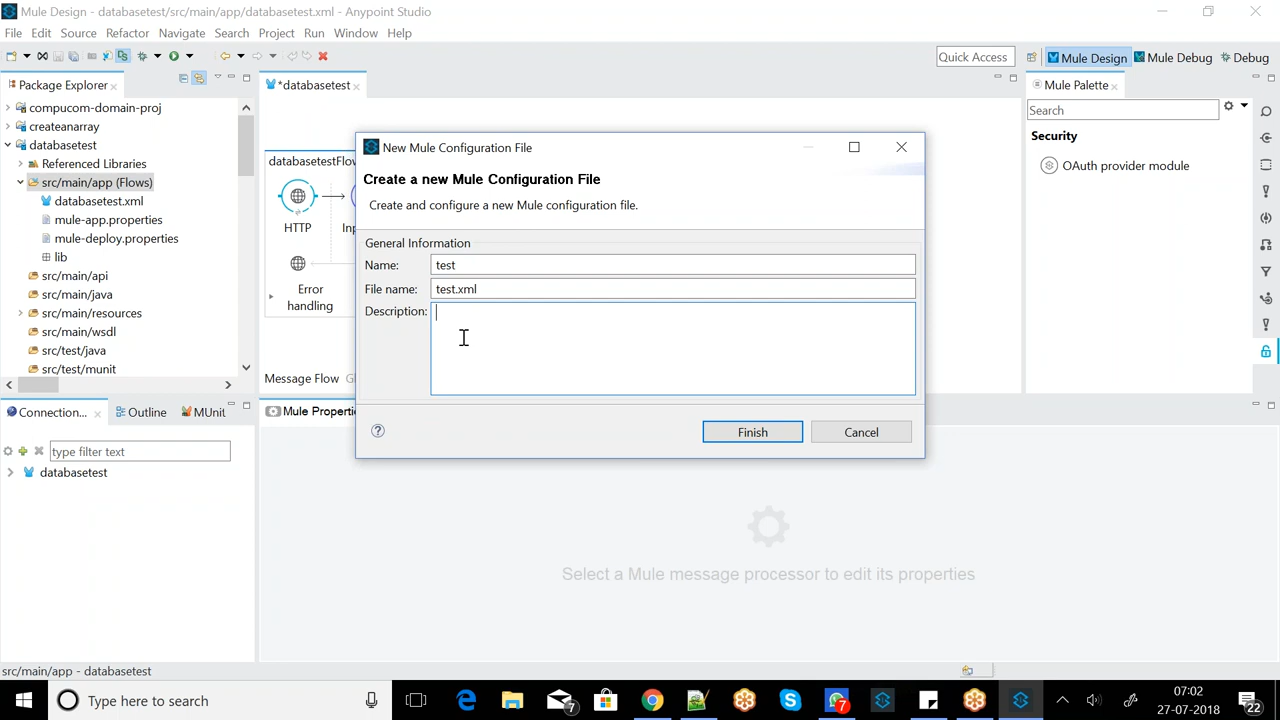 Mule Design - databasetest/src/main/app/databasetest.xml - Anypoint Studio
File Edit Source Refactor Navigate Search Project Run Window Help
Quick Access Mule Design Mule Debug Debug
Package Explorer
compucom-domain-proj
createanarray
databasetest
Referenced Libraries
src/main/app (Flows)
databasetest.xml
mule-app.properties
mule-deploy.properties
lib
src/main/api
src/main/java
src/main/resources
src/main/wsdl
src/test/java
src/test/munit
*databasetest
databasetestFlow
HTTP
Error
handling
Message Flow
New Mule Configuration File
Create a new Mule Configuration File
Create and configure a new Mule configuration file.
General Information
Name: test
File name: test.xml
Description:
Finish Cancel
Mule Palette
Search
Security
OAuth provider module
Connection... Outline MUnit
type filter text
databasetest
Mule Properti
Select a Mule message processor to edit its properties
src/main/app - databasetest
Type here to search
7
7
07:02
27-07-2018
22